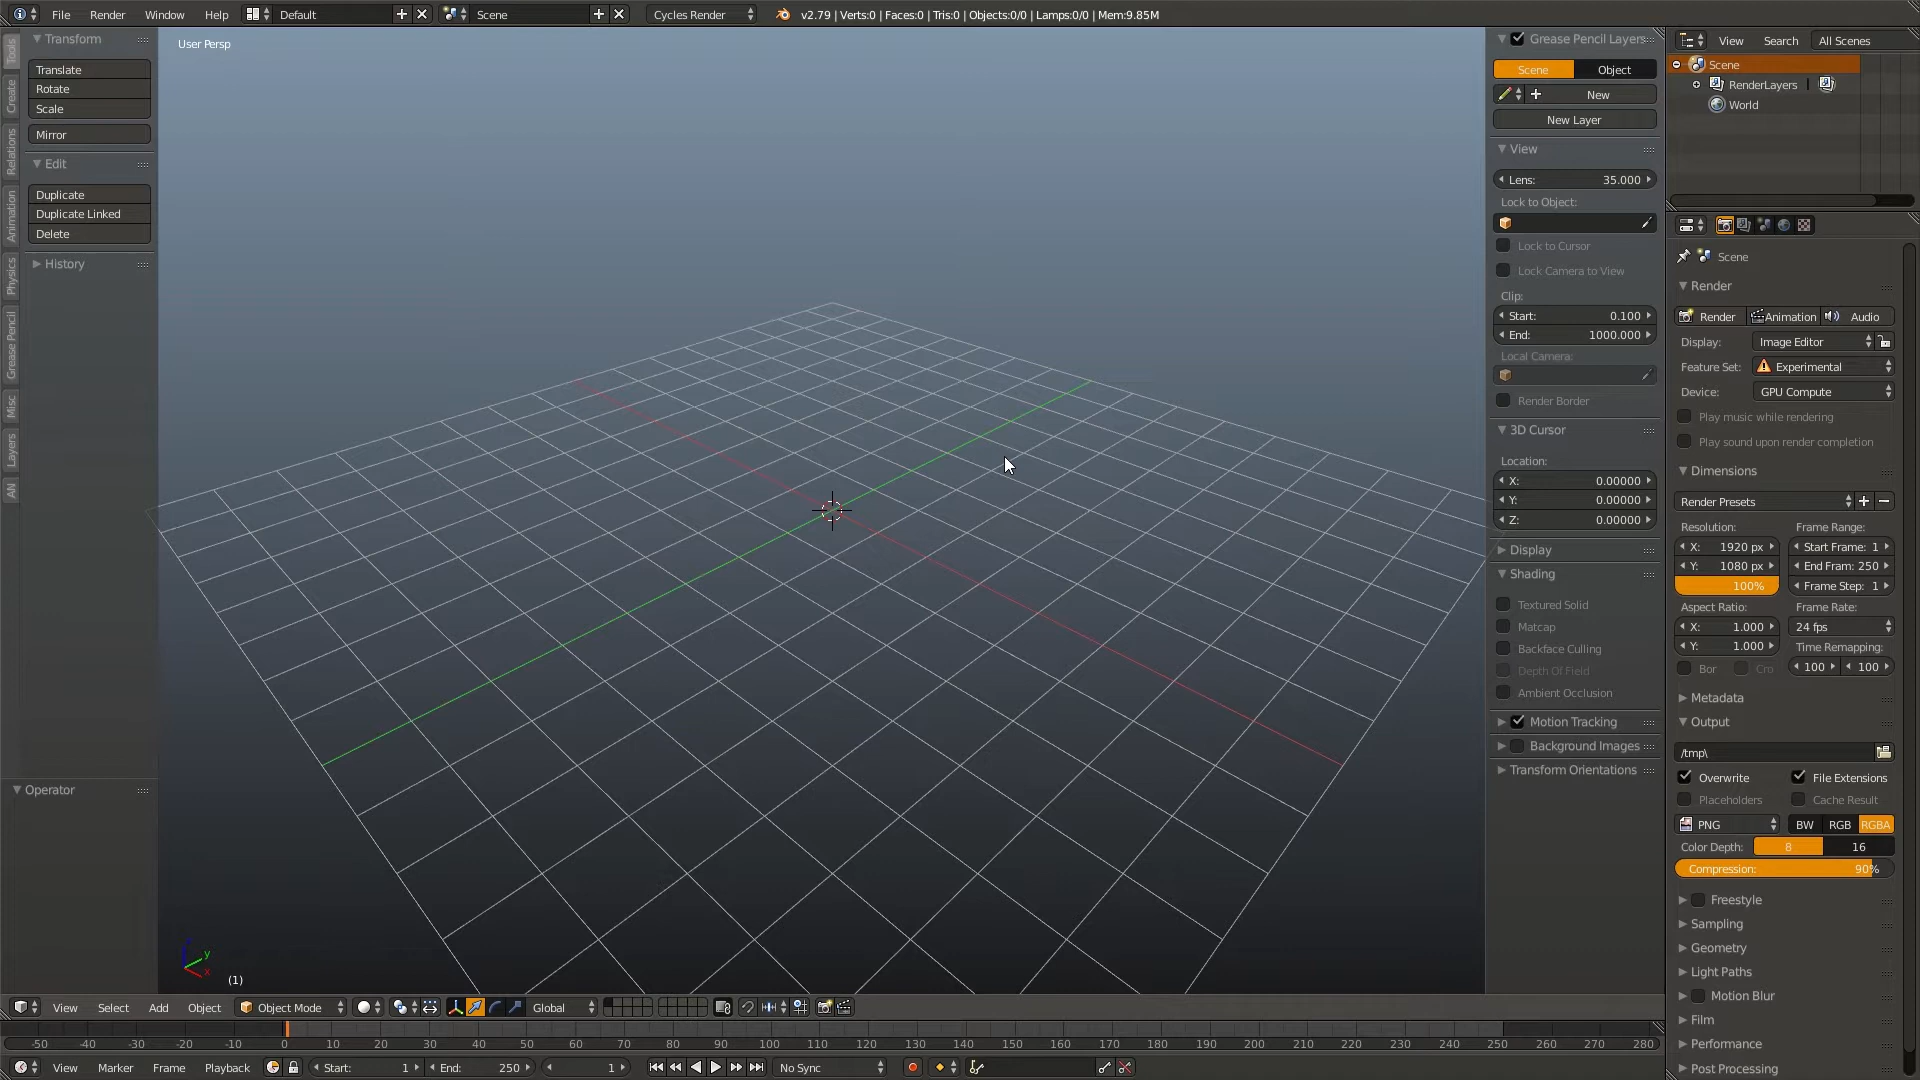 File Render Window Help Default Scene Cycles Render v2.79 | Verts:0 | Faces:0 | Tris:0 | Objects:0/0 | Lamps:0/0 | Mem:9.85M
Transform
Translate
Rotate
Scale
Mirror
Edit
Duplicate
Duplicate Linked
Delete
History
Operator
Tools
Create
Relations
Animation
Physics
Grease Pencil
Misc
Layers
AN
User Persp
y
x
(1)
Grease Pencil Layers
Scene Object
New
New Layer
View
Lens: 35.000
Lock to Object:
Lock to Cursor
Lock Camera to View
Clip:
Start: 0.100
End: 1000.000
Local Camera:
Render Border
3D Cursor
Location:
X: 0.00000
Y: 0.00000
Z: 0.00000
Display
Shading
Textured Solid
Matcap
Backface Culling
Depth Of Field
Ambient Occlusion
Motion Tracking
Background Images
Transform Orientations
View Search All Scenes
Scene
RenderLayers |
World
Scene
Render
Render Animation Audio
Display: Image Editor
Feature Set: Experimental
Device: GPU Compute
Play music while rendering
Play sound upon render completion
Dimensions
Render Presets
Resolution: Frame Range:
X: 1920 px Start Frame: 1
Y: 1080 px End Fram: 250
100% Frame Step: 1
Aspect Ratio: Frame Rate:
X: 1.000 24 fps
Y: 1.000 Time Remapping:
Bor Cro 100 100
Metadata
Output
/tmp\
Overwrite File Extensions
Placeholders Cache Result
PNG BW RGB RGBA
Color Depth: 8 16
Compression: 90%
Freestyle
Sampling
Geometry
Light Paths
Motion Blur
Film
Performance
Post Processing
View Select Add Object Object Mode Global
-50 -40 -30 -20 -10 0 10 20 30 40 50 60 70 80 90 100 110 120 130 140 150 160 170 180 190 200 210 220 230 240 250 260 270 280
View Marker Frame Playback Start: 1 End: 250 1 No Sync